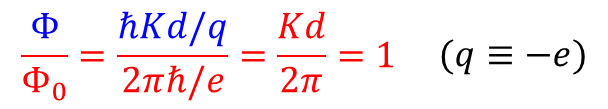 Φ/Φ₀ = (ℏKd/q)/(2πℏ/e) = Kd/2π = 1 (q ≡ −e)